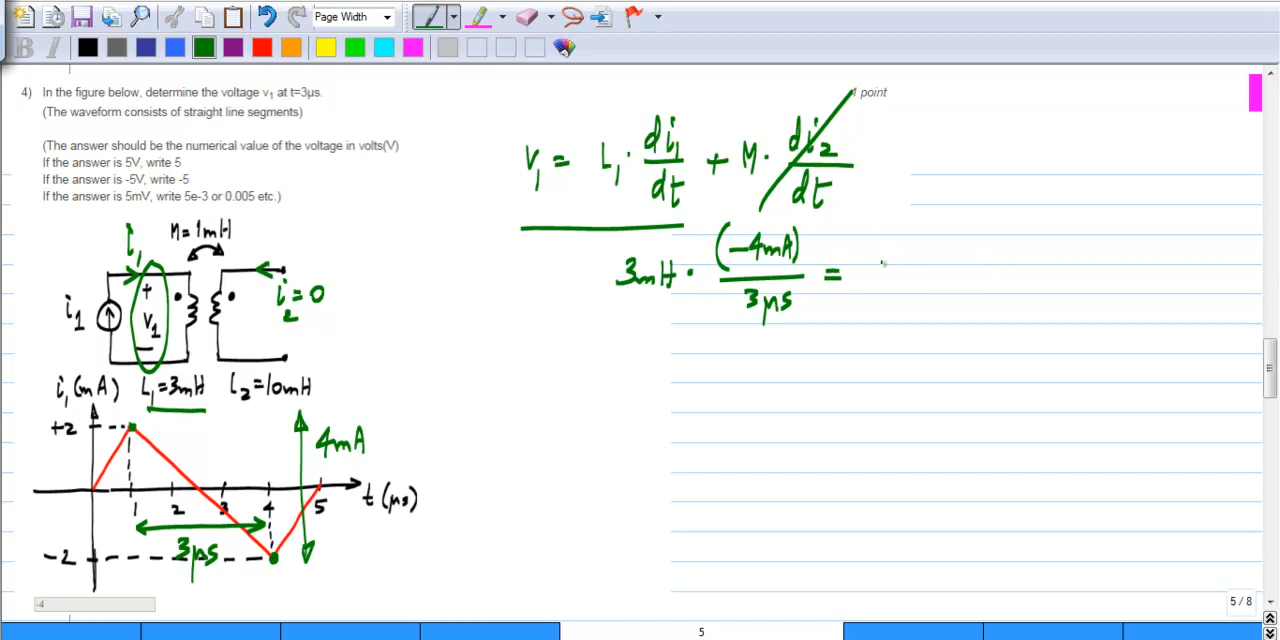 Page Width
4) In the figure below, determine the voltage v1 at t=3µs.
(The waveform consists of straight line segments)
1 point
(The answer should be the numerical value of the voltage in volts(V)
If the answer is 5V, write 5
If the answer is -5V, write -5
If the answer is 5mV, write 5e-3 or 0.005 etc.)
V1 = L1 · di1/dt + M · di2/dt
3mH · (-4mA)/3µs =
i1
M=1mH
i1
+
V1
-
i2=0
i1(mA) L1=3mH L2=10mH
+2
4mA
1 2 3 4 5 t(µs)
3µs
-2
-4
5 / 8
5